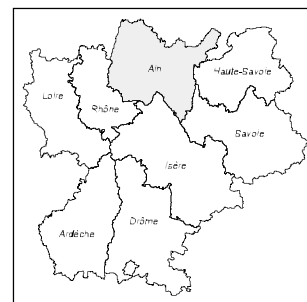 Ain
Haute-Savoie
Loire
Rhône
Savoie
Isère
Drôme
Ardèche